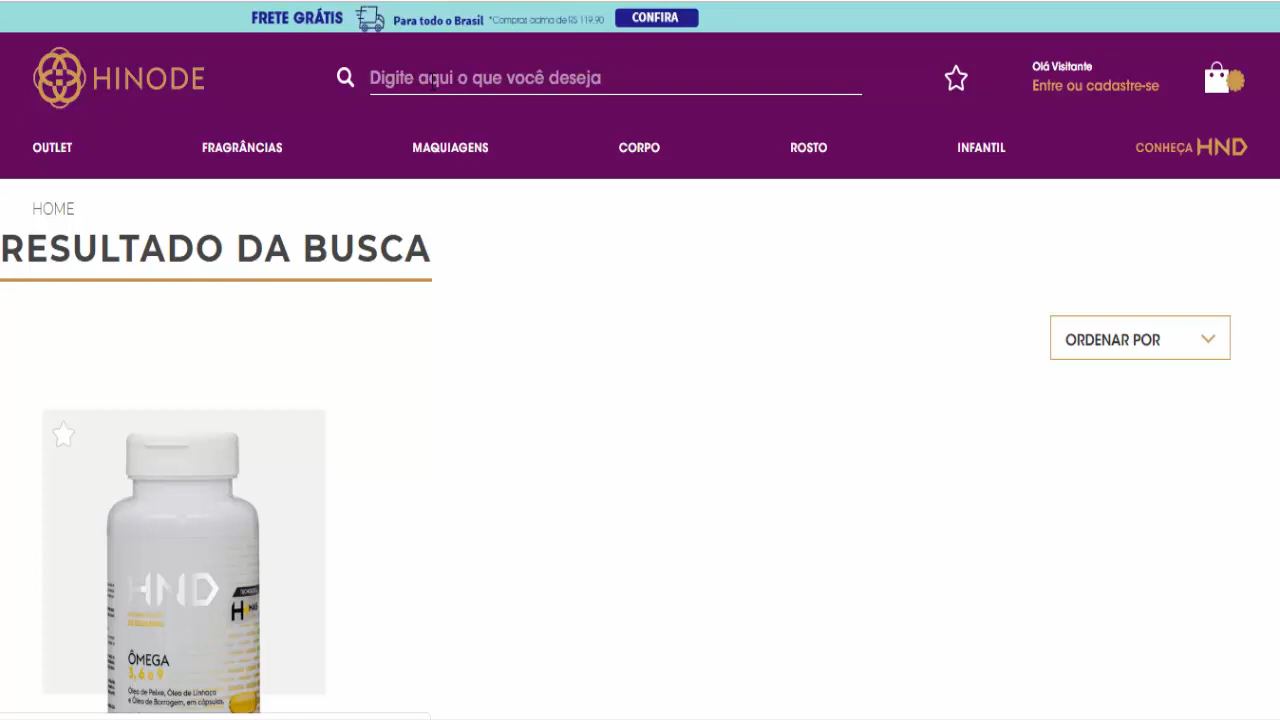 FRETE GRÁTIS Para todo o Brasil *Compras acima de R$ 119,90 CONFIRA
HINODE Digite aqui o que você deseja
Olá Visitante
Entre ou cadastre-se
OUTLET FRAGRÂNCIAS MAQUIAGENS CORPO ROSTO INFANTIL CONHEÇA HND
HOME
RESULTADO DA BUSCA
ORDENAR POR
HND
ÔMEGA
3, 6 e 9
Óleo de Peixe, Óleo de Linhaça
e Óleo de Borragem, em cápsulas.